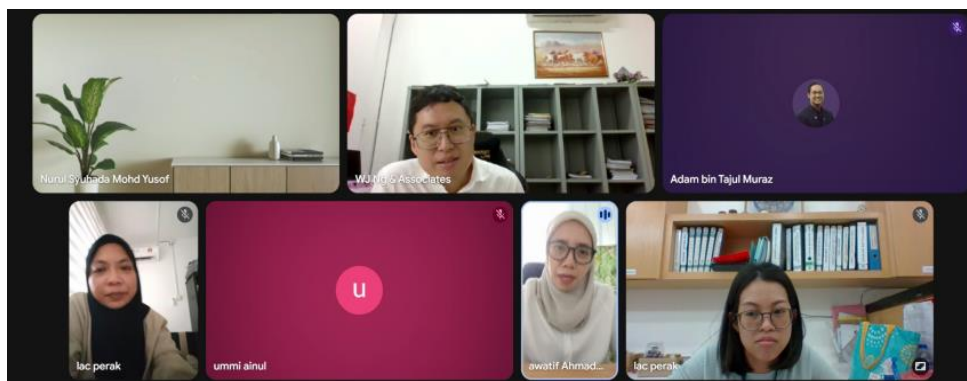 Nurul Syuhada Mohd Yusof
WJ Ng & Associates
Adam bin Tajul Muraz
lac perak
u
ummi ainul
awatif Ahmad...
lac perak